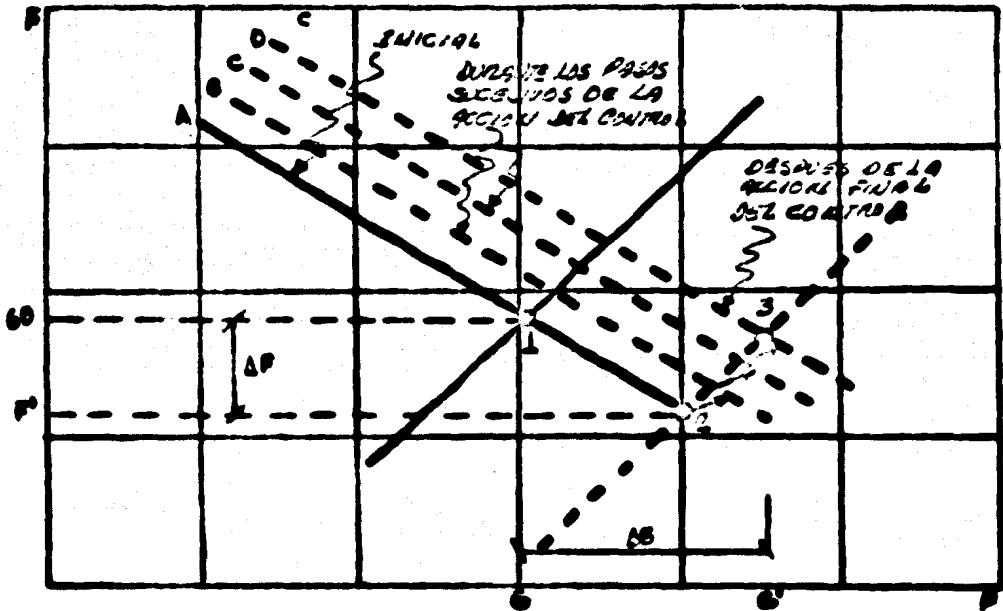 F
C
D
C
B
A
INICIAL
DURANTE LOS PASOS
SUCESIVOS DE LA
ACCION DEL CONTROL
DESPUES DE LA
ACCION FINAL
DEL CONTROL
60
ΔF
F'
1
2
3
ΔG
G
G'
P